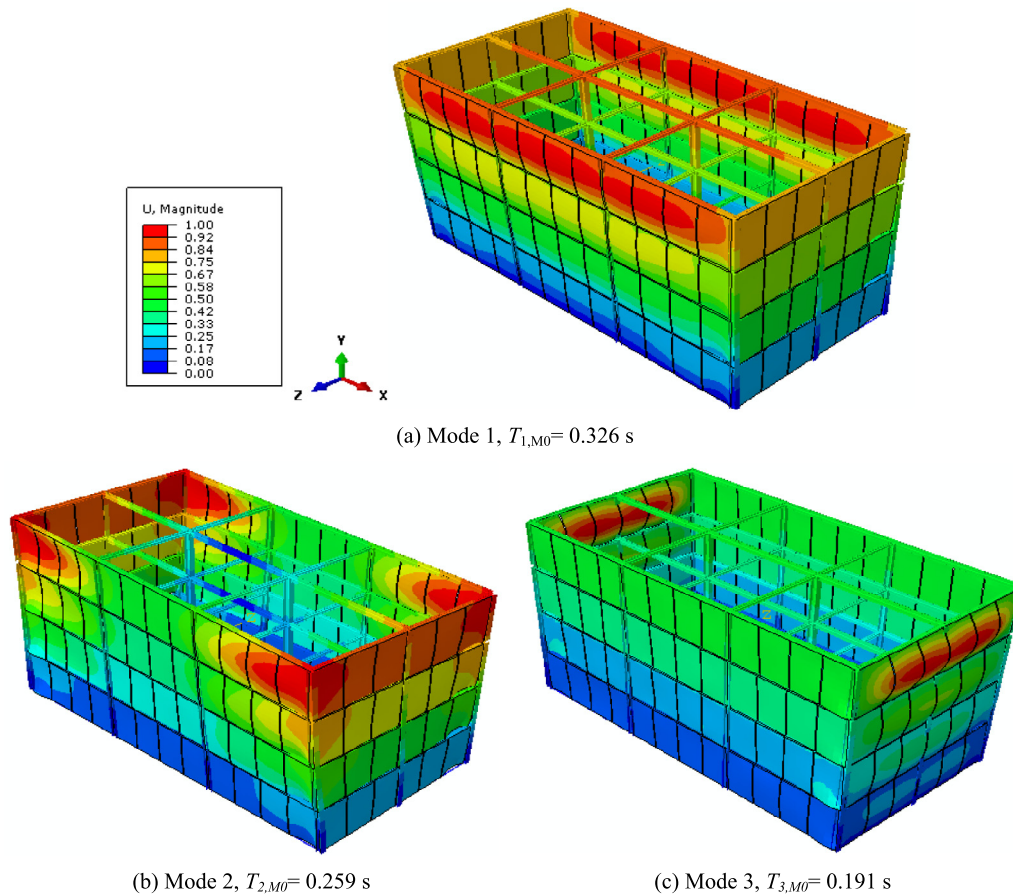 U, Magnitude
1.00
0.92
0.84
0.75
0.67
0.58
0.50
0.42
0.33
0.25
0.17
0.08
0.00
Y
Z
X
(a) Mode 1, T1,M0= 0.326 s
(b) Mode 2, T2,M0= 0.259 s
(c) Mode 3, T3,M0= 0.191 s